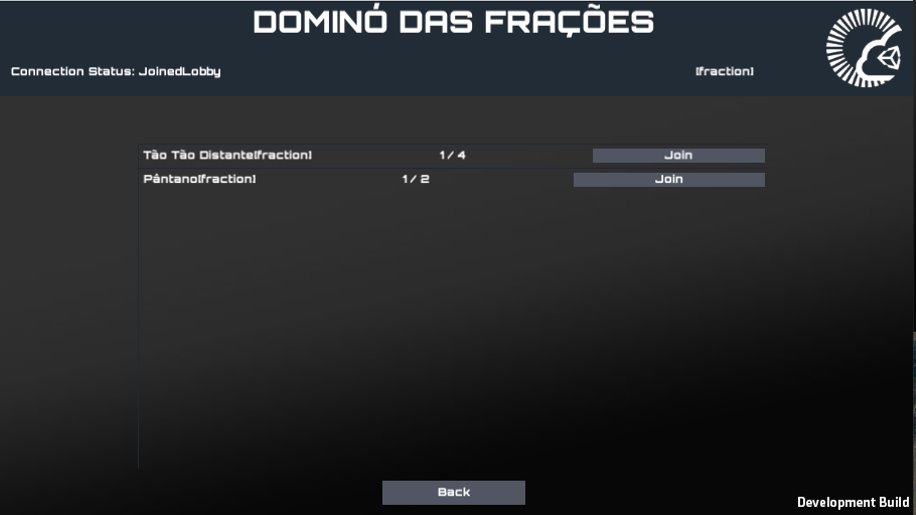 DOMINÓ DAS FRAÇÕES
Connection Status: JoinedLobby [fraction]
Tão Tão Distante[fraction] 1 / 4 Join
Pântano[fraction] 1 / 2 Join
Back
Development Build